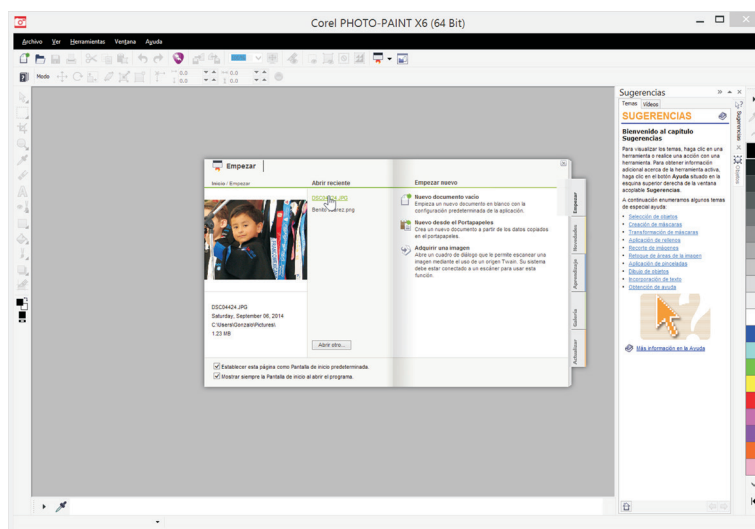 Corel PHOTO-PAINT X6 (64 Bit)
Archivo Ver Herramientas Ventana Ayuda
Modo
0,0
0,0
0,0
0,0
Sugerencias
Temas Vídeos
SUGERENCIAS
Bienvenido al capítulo
Sugerencias
Para visualizar los temas, haga clic en una
herramienta o realice una acción con una
herramienta. Para obtener información
adicional acerca de la herramienta activa,
haga clic en el botón Ayuda situado en la
esquina superior derecha de la ventana
acoplable Sugerencias.
A continuación enumeramos algunos temas
de especial ayuda:
Selección de objetos
Creación de máscaras
Transformación de máscaras
Aplicación de rellenos
Recorte de imágenes
Retoque de áreas de la imagen
Aplicación de pinceladas
Dibujo de objetos
Incorporación de texto
Obtención de ayuda
Más información en la Ayuda
Sugerencias
Objetos
Empezar
Inicio / Empezar
Abrir reciente
Empezar nuevo
Nuevo documento vacío
Empieza un nuevo documento en blanco con la
configuración predeterminada de la aplicación.
Nuevo desde el Portapapeles
Crea un nuevo documento a partir de los datos copiados
en el portapapeles.
Adquirir una imagen
Abre un cuadro de diálogo que le permite escanear una
imagen mediante el uso de un origen Twain. Su sistema
debe estar conectado a un escáner para usar esta
función.
DSC04424.JPG
Saturday, September 06, 2014
C:\Users\Gonzalo\Pictures\
1.23 MB
Abrir otro...
Establecer esta página como Pantalla de inicio predeterminada.
Mostrar siempre la Pantalla de inicio al abrir el programa.
Empezar
Novedades
Aprendizaje
Galería
Actualizar